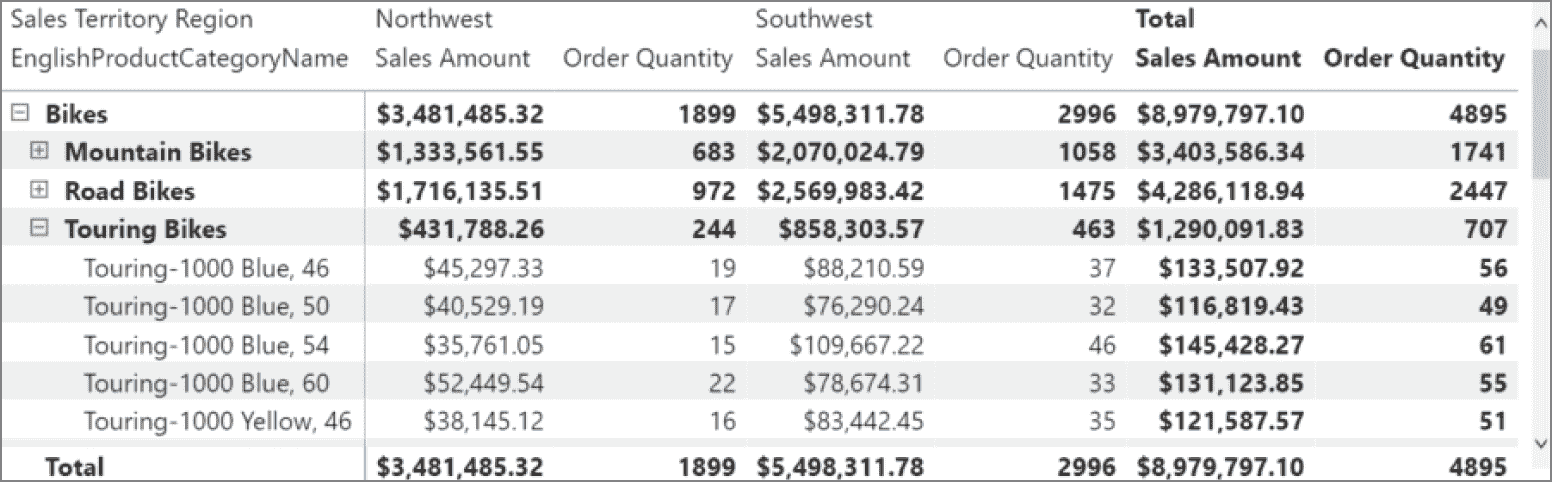 Sales Territory Region Northwest Southwest Total
EnglishProductCategoryName Sales Amount Order Quantity Sales Amount Order Quantity Sales Amount Order Quantity
Bikes $3,481,485.32 1899 $5,498,311.78 2996 $8,979,797.10 4895
Mountain Bikes $1,333,561.55 683 $2,070,024.79 1058 $3,403,586.34 1741
Road Bikes $1,716,135.51 972 $2,569,983.42 1475 $4,286,118.94 2447
Touring Bikes $431,788.26 244 $858,303.57 463 $1,290,091.83 707
Touring-1000 Blue, 46 $45,297.33 19 $88,210.59 37 $133,507.92 56
Touring-1000 Blue, 50 $40,529.19 17 $76,290.24 32 $116,819.43 49
Touring-1000 Blue, 54 $35,761.05 15 $109,667.22 46 $145,428.27 61
Touring-1000 Blue, 60 $52,449.54 22 $78,674.31 33 $131,123.85 55
Touring-1000 Yellow, 46 $38,145.12 16 $83,442.45 35 $121,587.57 51
Total $3,481,485.32 1899 $5,498,311.78 2996 $8,979,797.10 4895